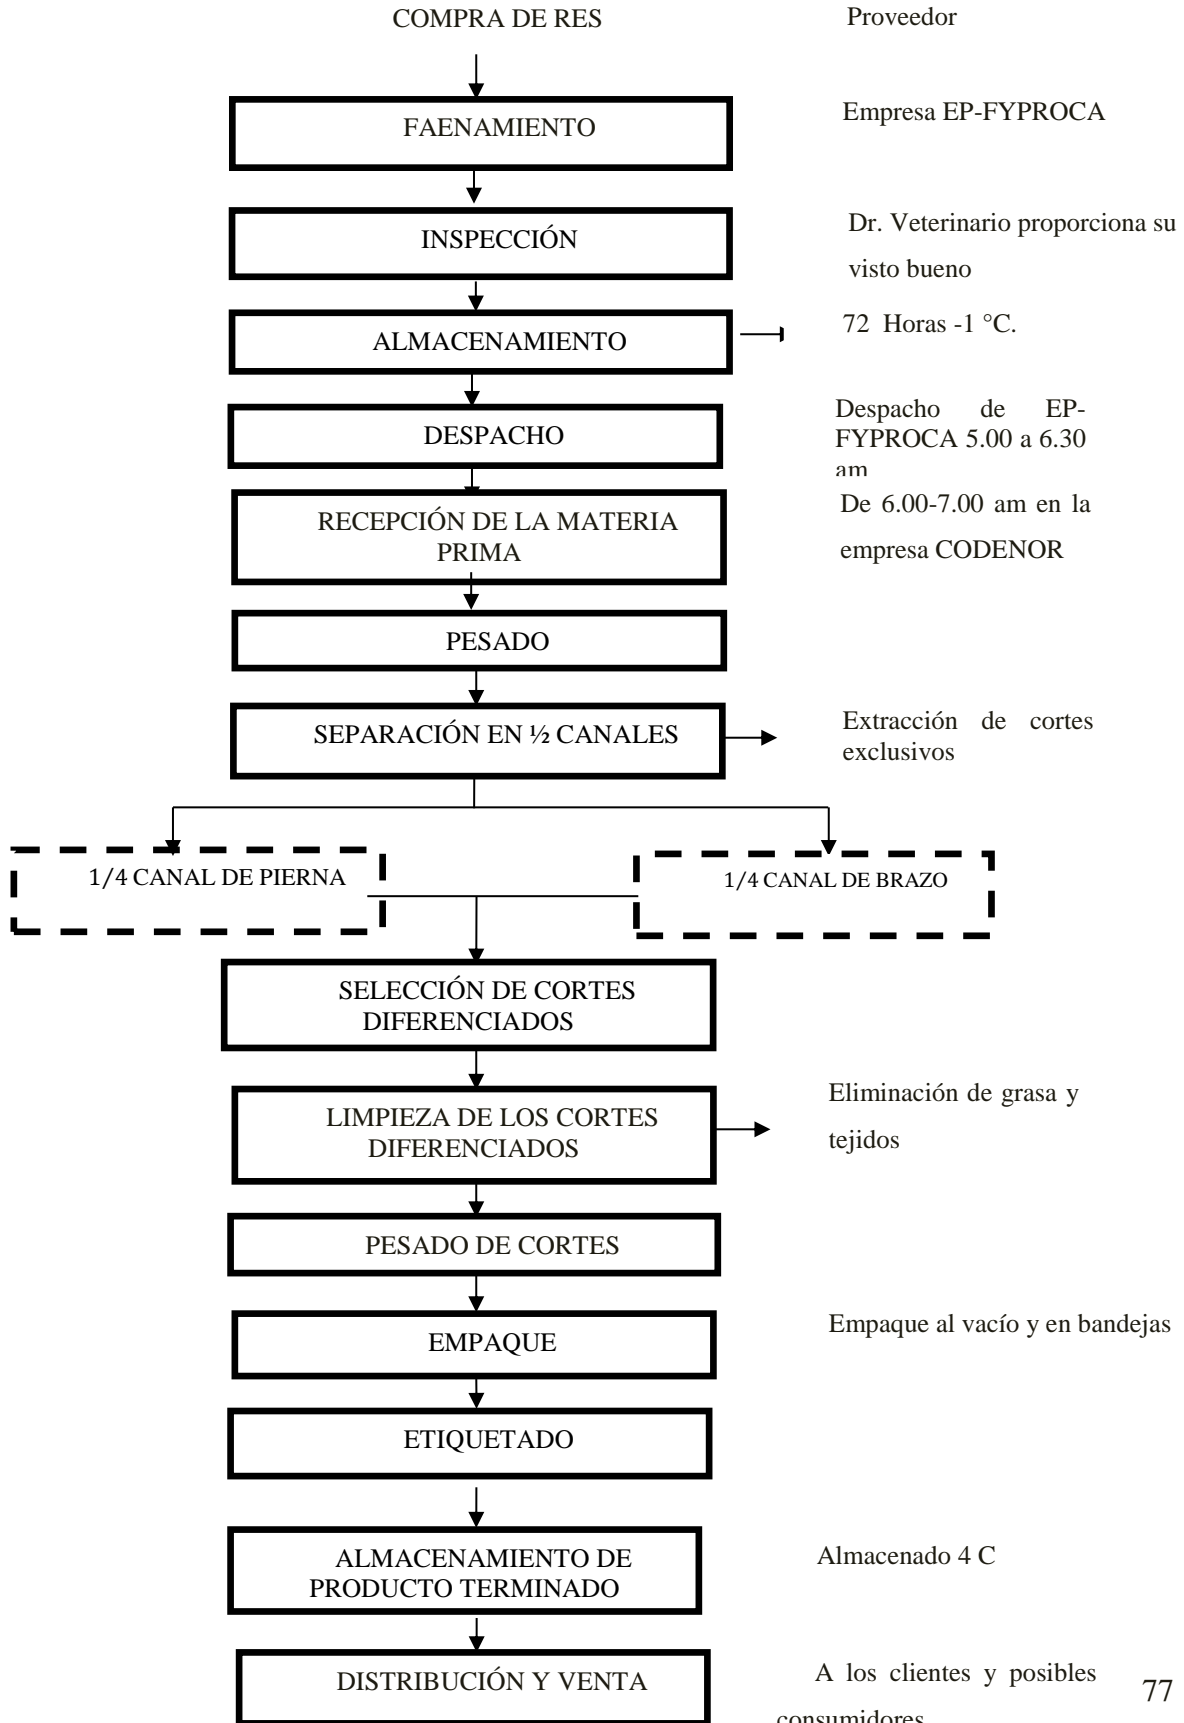 COMPRA DE RES
Proveedor
FAENAMIENTO
Empresa EP-FYPROCA
INSPECCIÓN
Dr. Veterinario proporciona su
visto bueno
ALMACENAMIENTO
72 Horas -1 °C.
DESPACHO
Despacho de EP-
FYPROCA 5.00 a 6.30
am
RECEPCIÓN DE LA MATERIA
PRIMA
De 6.00-7.00 am en la
empresa CODENOR
PESADO
SEPARACIÓN EN ½ CANALES
Extracción de cortes
exclusivos
1/4 CANAL DE PIERNA
1/4 CANAL DE BRAZO
SELECCIÓN DE CORTES
DIFERENCIADOS
LIMPIEZA DE LOS CORTES
DIFERENCIADOS
Eliminación de grasa y
tejidos
PESADO DE CORTES
EMPAQUE
Empaque al vacío y en bandejas
ETIQUETADO
ALMACENAMIENTO DE
PRODUCTO TERMINADO
Almacenado 4 C
DISTRIBUCIÓN Y VENTA
A los clientes y posibles
consumidores
77